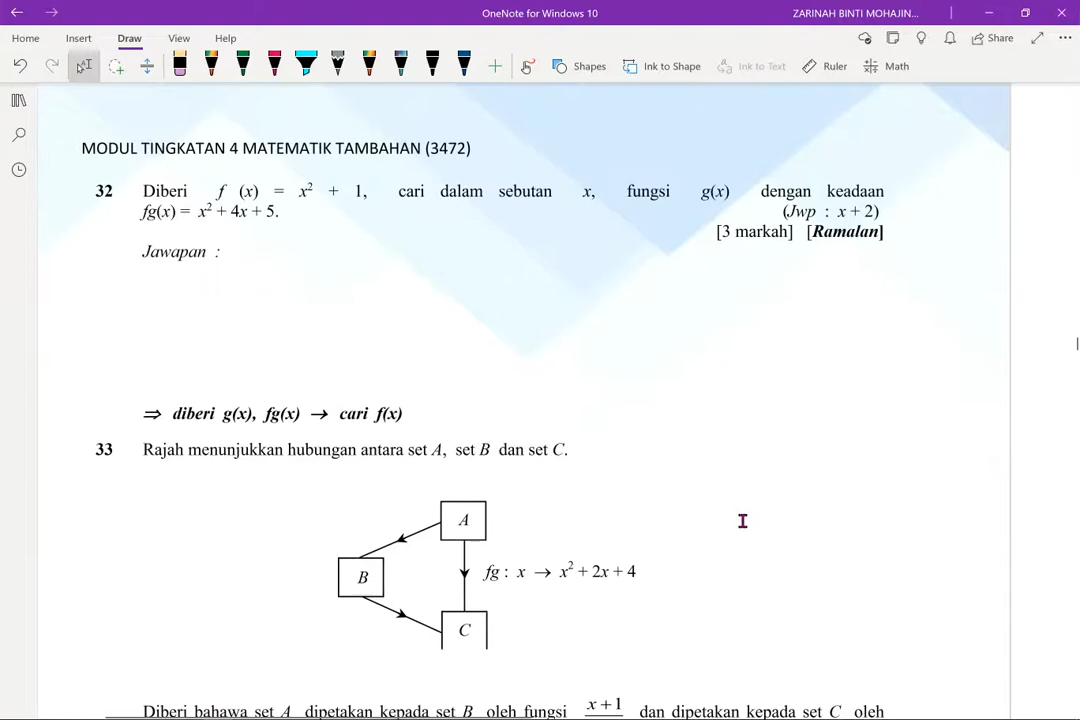 OneNote for Windows 10
ZARINAH BINTI MOHAJIN...
Home Insert Draw View Help
Share
Shapes Ink to Shape Ink to Text Ruler Math
MODUL TINGKATAN 4 MATEMATIK TAMBAHAN (3472)
32 Diberi f (x) = x² + 1, cari dalam sebutan x, fungsi g(x) dengan keadaan
fg(x) = x² + 4x + 5. (Jwp : x + 2)
[3 markah] [Ramalan]
Jawapan :
⇒ diberi g(x), fg(x) → cari f(x)
33 Rajah menunjukkan hubungan antara set A, set B dan set C.
A
B
fg : x → x² + 2x + 4
C
Diberi bahawa set A dipetakan kepada set B oleh fungsi x + 1 dan dipetakan kepada set C oleh